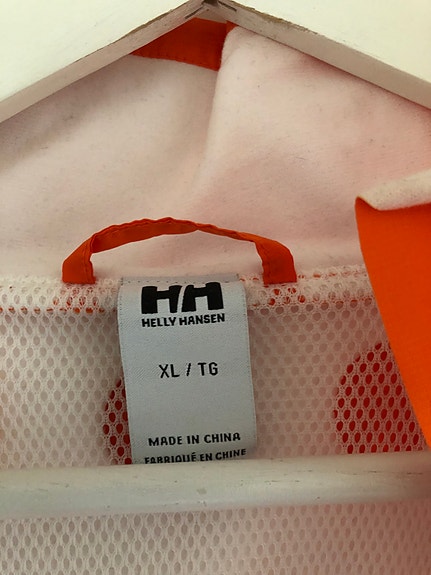 HH
HELLY HANSEN
XL / TG
MADE IN CHINA
FABRIQUÉ EN CHINE